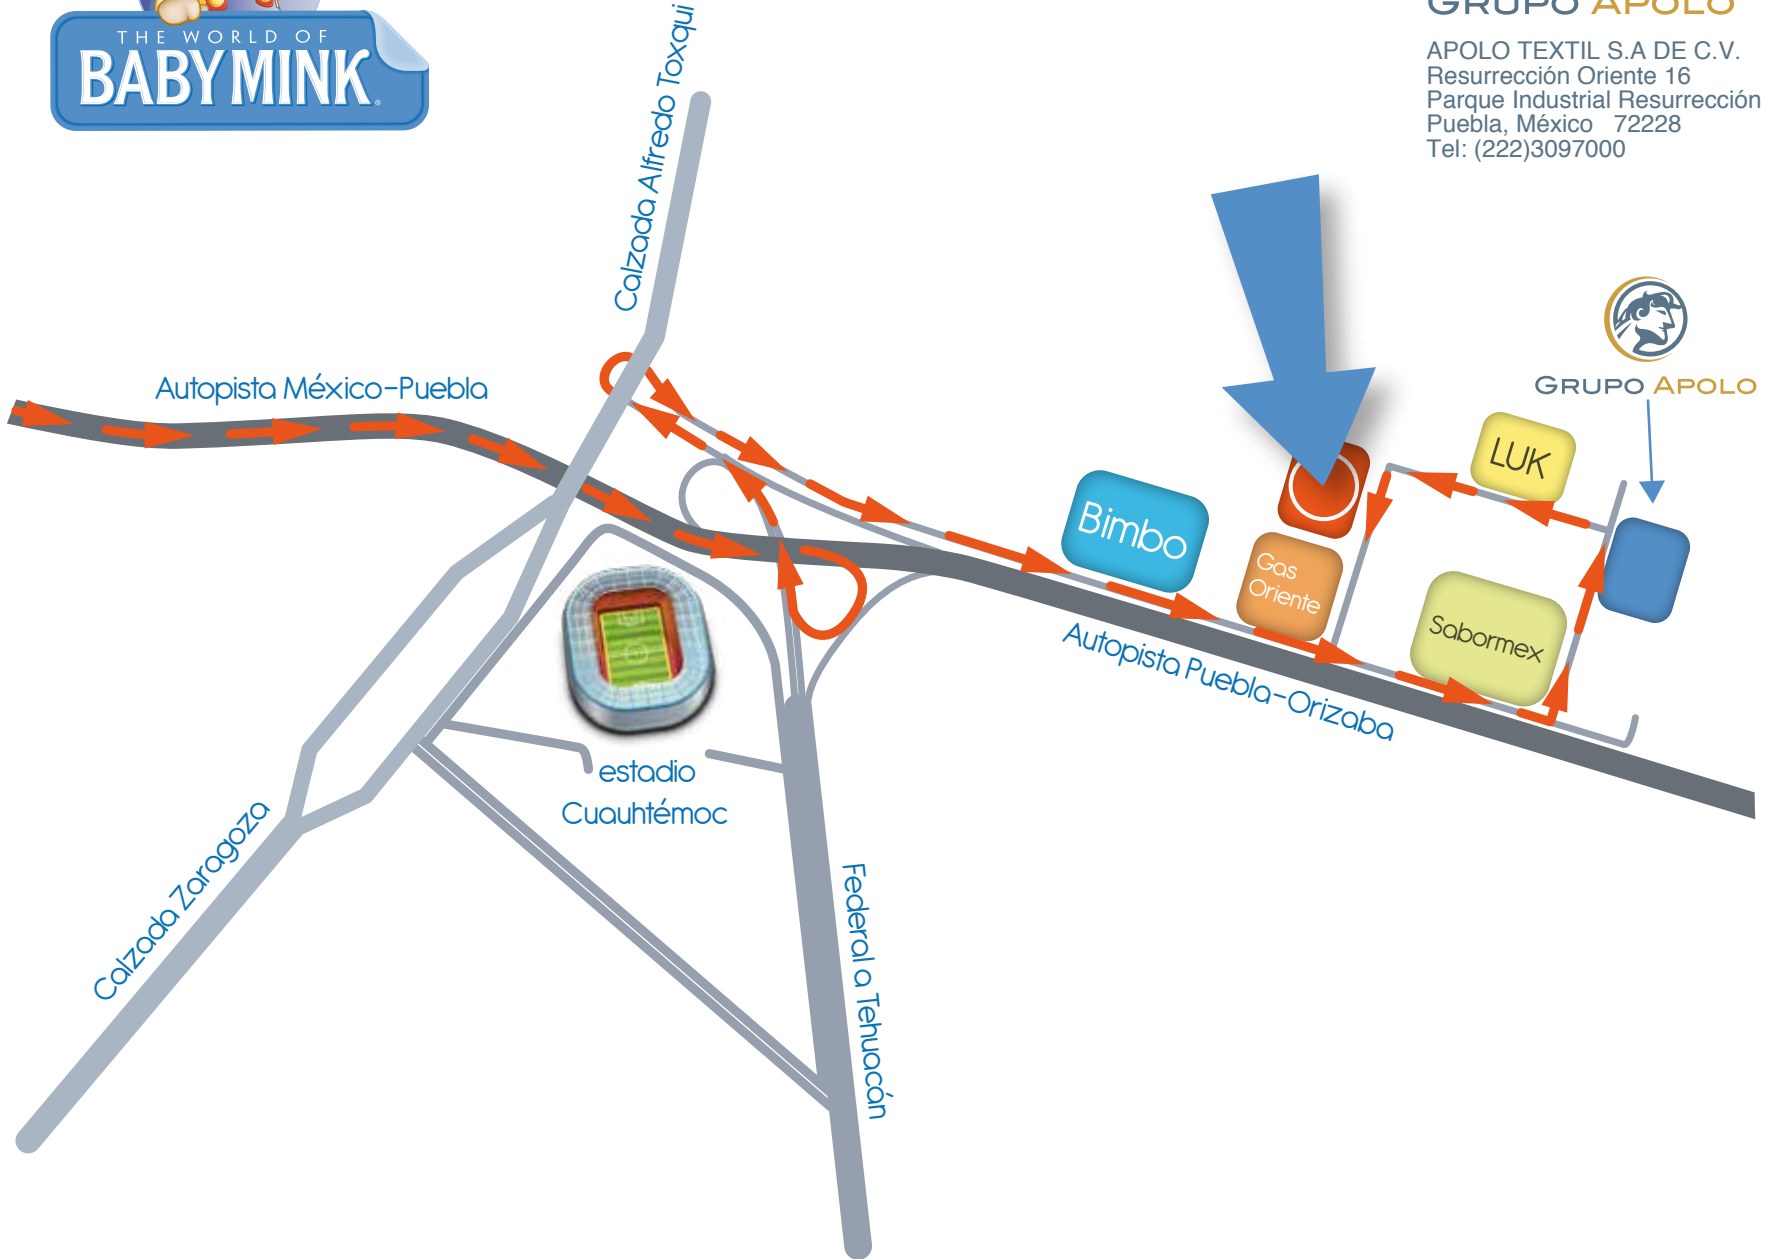 THE WORLD OF
BABY MINK
GRUPO APOLO
APOLO TEXTIL S.A DE C.V.
Resurrección Oriente 16
Parque Industrial Resurrección
Puebla, México 72228
Tel: (222)3097000
Calzada Alfredo Toxqui
GRUPO APOLO
Autopista México-Puebla
LUK
Bimbo
Gas
Oriente
Sabormex
Autopista Puebla-Orizaba
estadio
Cuauhtémoc
Calzada Zaragoza
Federal a Tehuacán